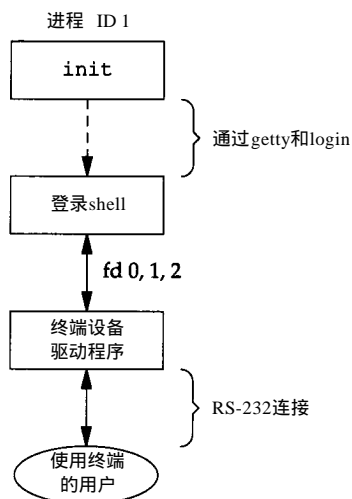 进程 ID 1
init
通过getty和login
登录shell
fd 0, 1, 2
终端设备
驱动程序
RS-232连接
使用终端
的用户